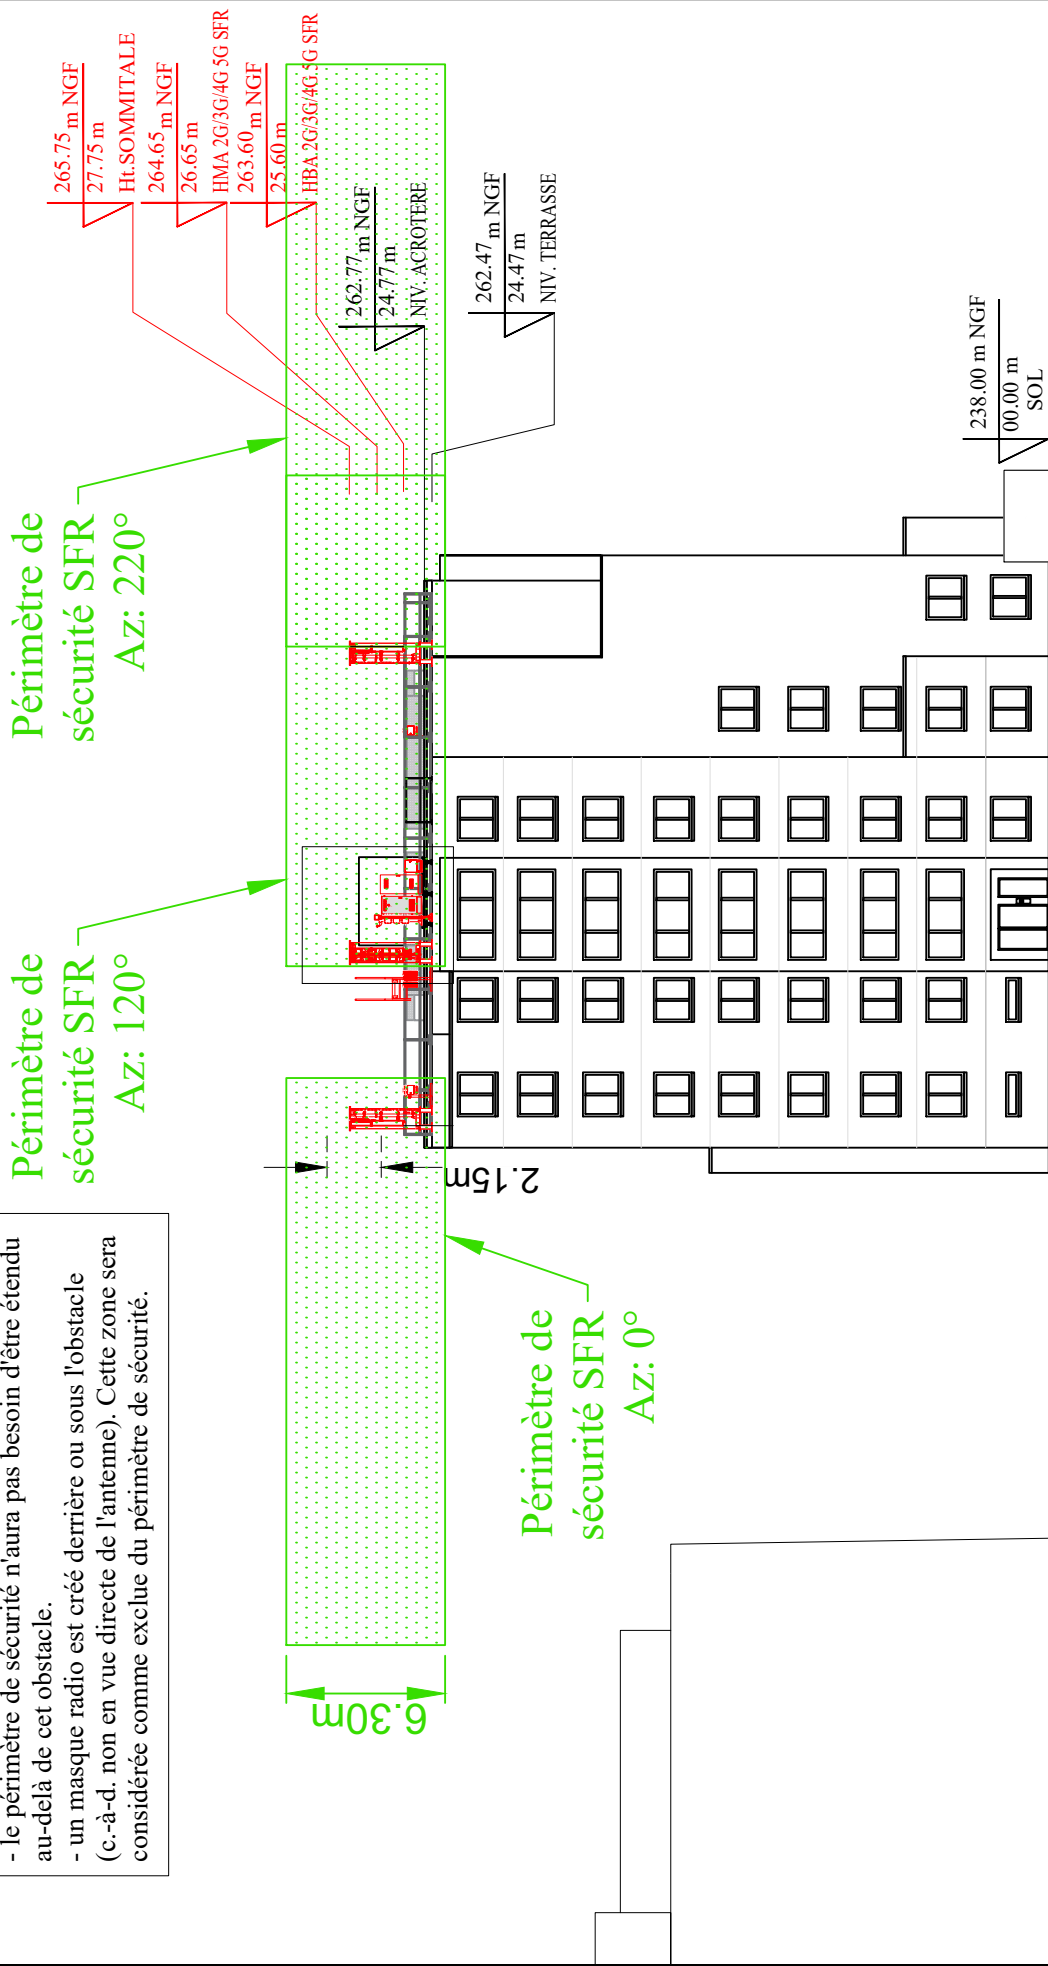 - le périmètre de sécurité n'aura pas besoin d'être étendu
au-delà de cet obstacle.
- un masque radio est créé derrière ou sous l'obstacle
(c.-à-d. non en vue directe de l'antenne). Cette zone sera
considérée comme exclue du périmètre de sécurité.
Périmètre de
sécurité SFR
Az: 120°
Périmètre de
sécurité SFR
Az: 220°
265.75 m NGF
27.75 m
Ht.SOMMITALE
264.65 m NGF
26.65 m
HMA 2G/3G/4G 5G SFR
263.60 m NGF
25.60 m
HBA 2G/3G/4G 5G SFR
262.77 m NGF
24.77 m
NIV. ACROTERE
262.47 m NGF
24.47 m
NIV. TERRASSE
238.00 m NGF
00.00 m
SOL
6.30m
2.15m
Périmètre de
sécurité SFR
Az: 0°